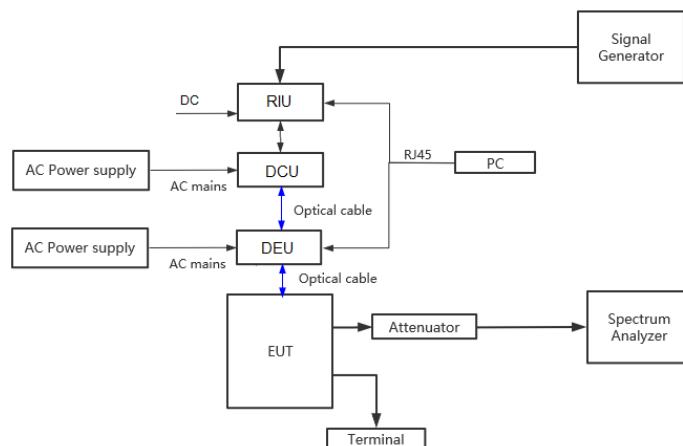 Signal
Generator
DC
RIU
RJ45
PC
AC Power supply
AC mains
DCU
Optical cable
AC Power supply
AC mains
DEU
Optical cable
EUT
Attenuator
Spectrum
Analyzer
Terminal